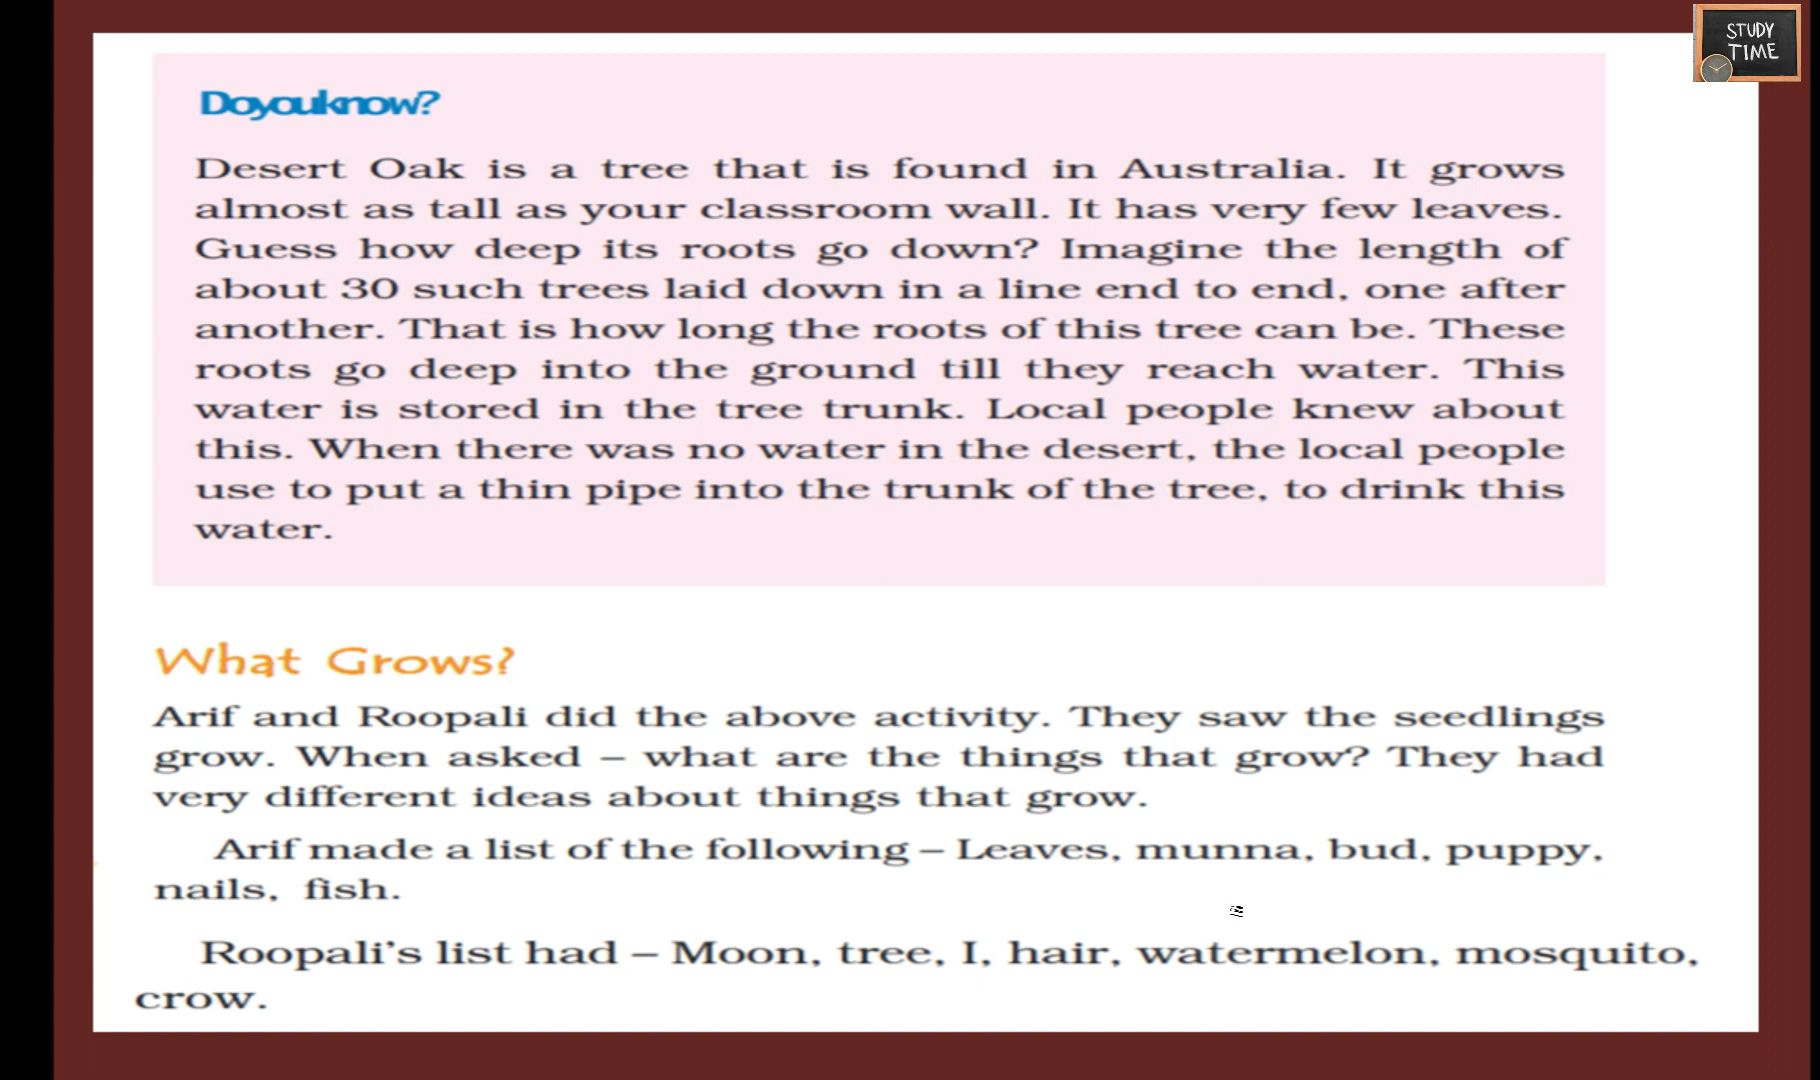 STUDY
TIME
Do you know?
Desert Oak is a tree that is found in Australia. It grows
almost as tall as your classroom wall. It has very few leaves.
Guess how deep its roots go down? Imagine the length of
about 30 such trees laid down in a line end to end, one after
another. That is how long the roots of this tree can be. These
roots go deep into the ground till they reach water. This
water is stored in the tree trunk. Local people knew about
this. When there was no water in the desert, the local people
use to put a thin pipe into the trunk of the tree, to drink this
water.
What Grows?
Arif and Roopali did the above activity. They saw the seedlings
grow. When asked – what are the things that grow? They had
very different ideas about things that grow.
Arif made a list of the following – Leaves, munna, bud, puppy,
nails, fish.
Roopali's list had – Moon, tree, I, hair, watermelon, mosquito,
crow.